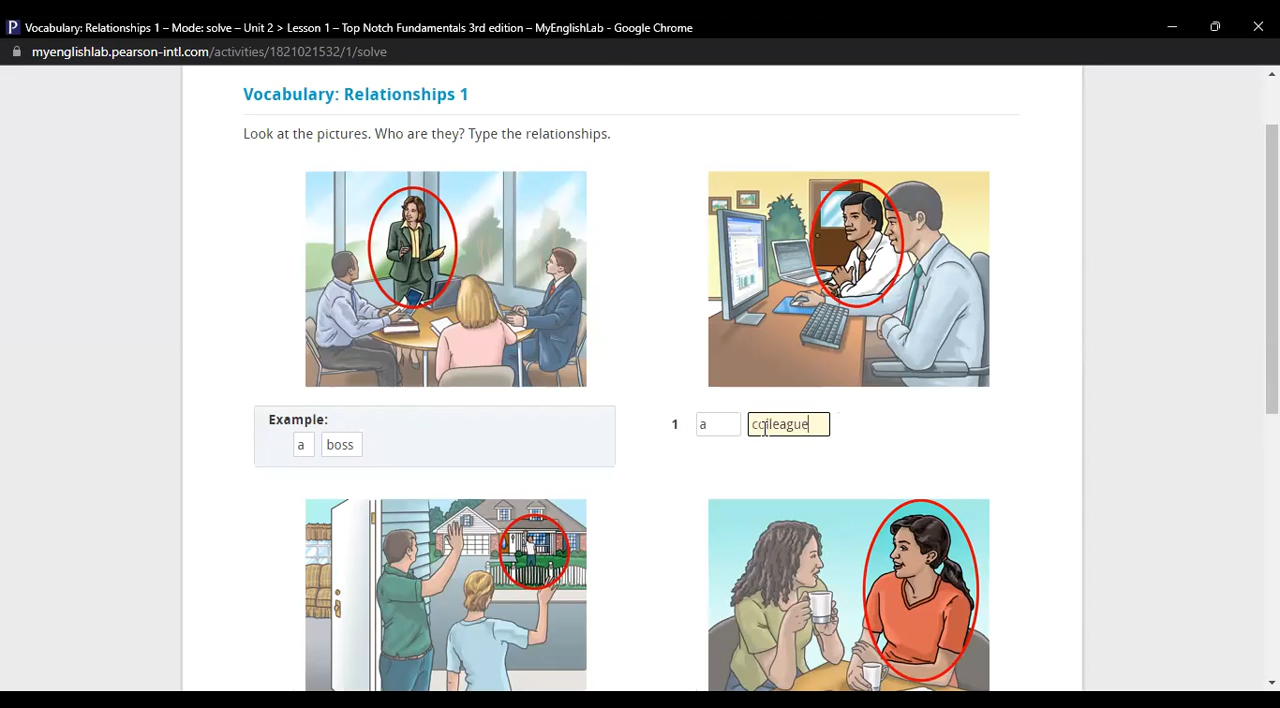 Vocabulary: Relationships 1 – Mode: solve – Unit 2 > Lesson 1 – Top Notch Fundamentals 3rd edition – MyEnglishLab - Google Chrome
myenglishlab.pearson-intl.com/activities/1821021532/1/solve
Vocabulary: Relationships 1
Look at the pictures. Who are they? Type the relationships.
Example:
a boss
1 a colleague